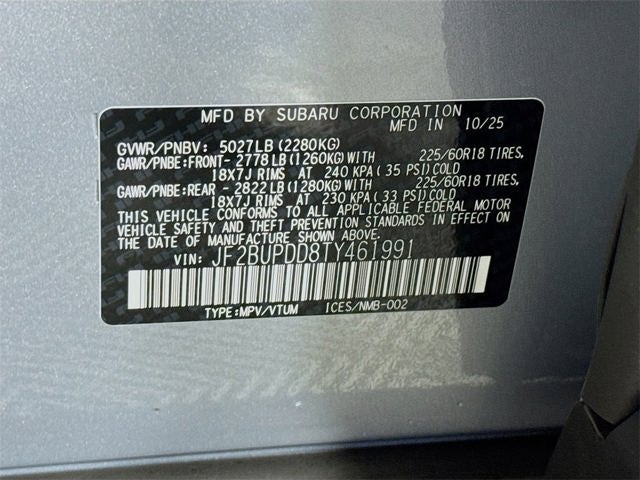 MFD BY SUBARU CORPORATION
MFD IN 10/25
GVWR/PNBV: 5027LB(2280KG)
GAWR/PNBE:FRONT- 2778LB(1260KG)WITH 225/60R18 TIRES,
18X7J RIMS AT 240 KPA( 35 PSI)COLD
GAWR/PNBE:REAR - 2822LB(1280KG)WITH 225/60R18 TIRES,
18X7J RIMS AT 230 KPA( 33 PSI)COLD
THIS VEHICLE CONFORMS TO ALL APPLICABLE FEDERAL MOTOR
VEHICLE SAFETY AND THEFT PREVENTION STANDARDS IN EFFECT ON
THE DATE OF MANUFACTURE SHOWN ABOVE.
VIN: JF2BUPDD8TY461991
TYPE:MPV/VTUM ICES/NMB-002